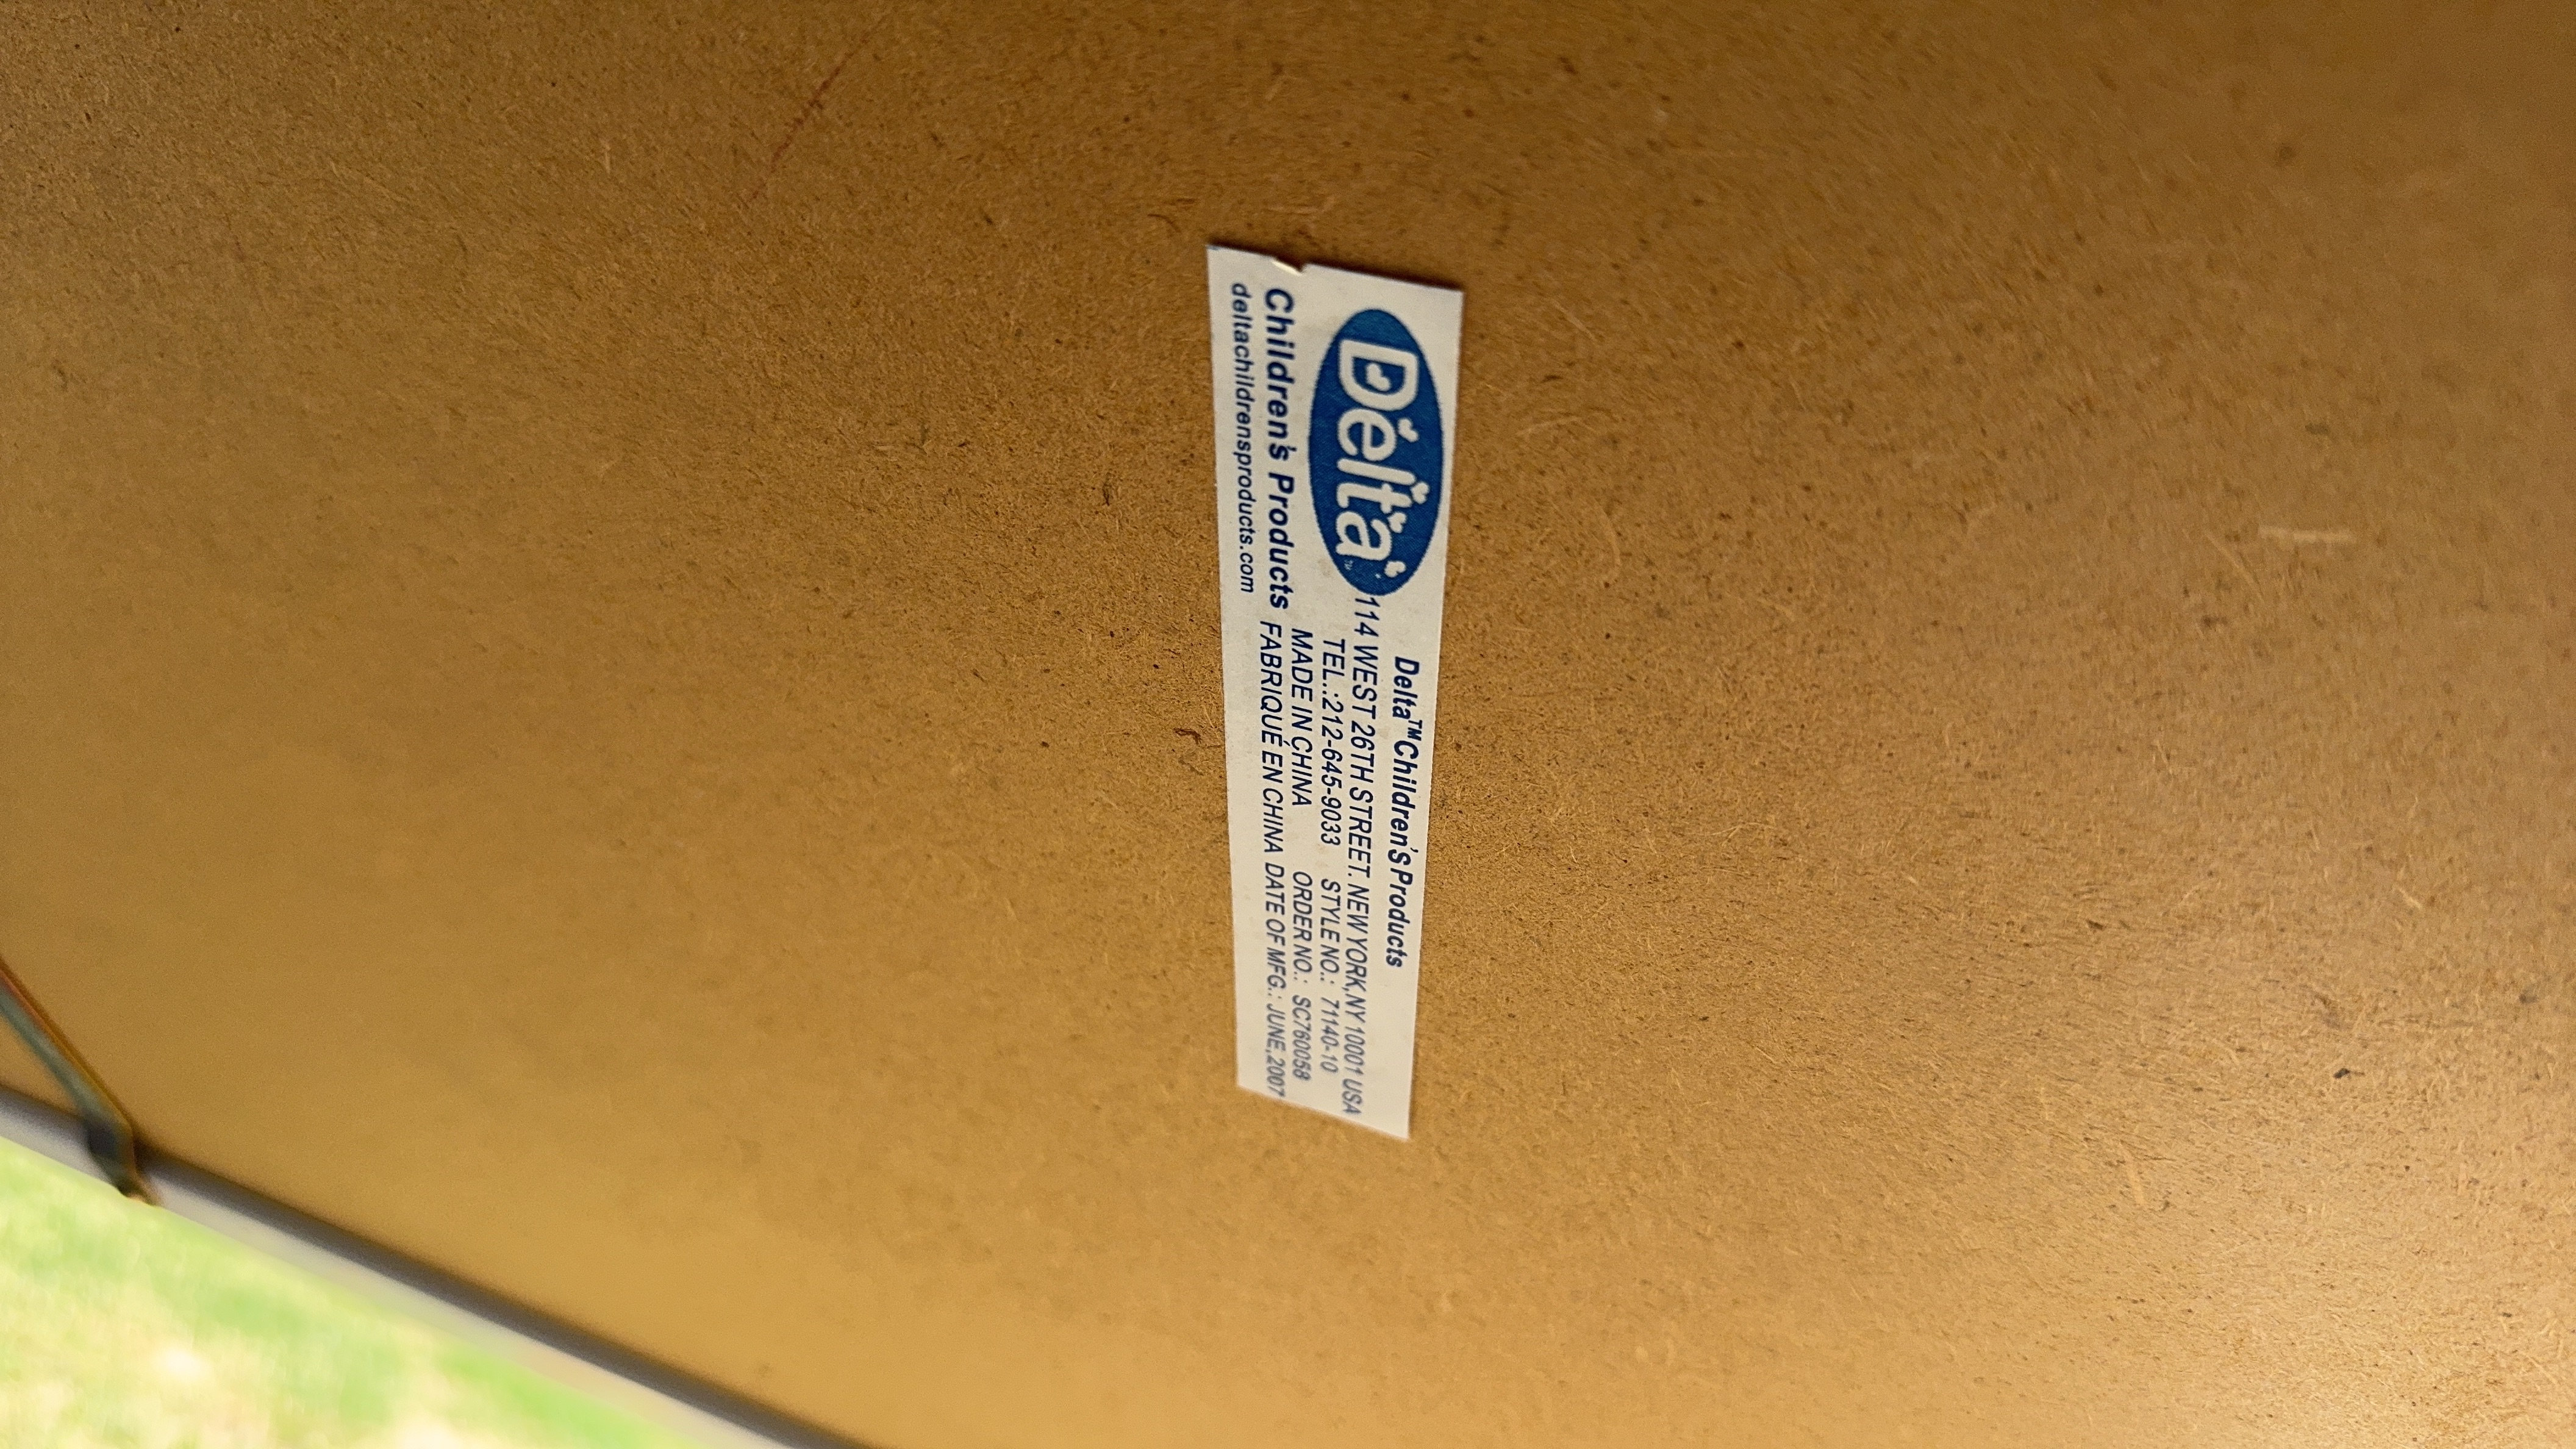 Delta
Children's Products
deltachildrensproducts.com
Delta™ Children's Products
114 WEST 26TH STREET. NEW YORK,NY 10001 USA
TEL.:212-645-9033 STYLE NO.: 71140-10
MADE IN CHINA ORDER NO.: SC760058
FABRIQUÉ EN CHINA DATE OF MFG.: JUNE,2007